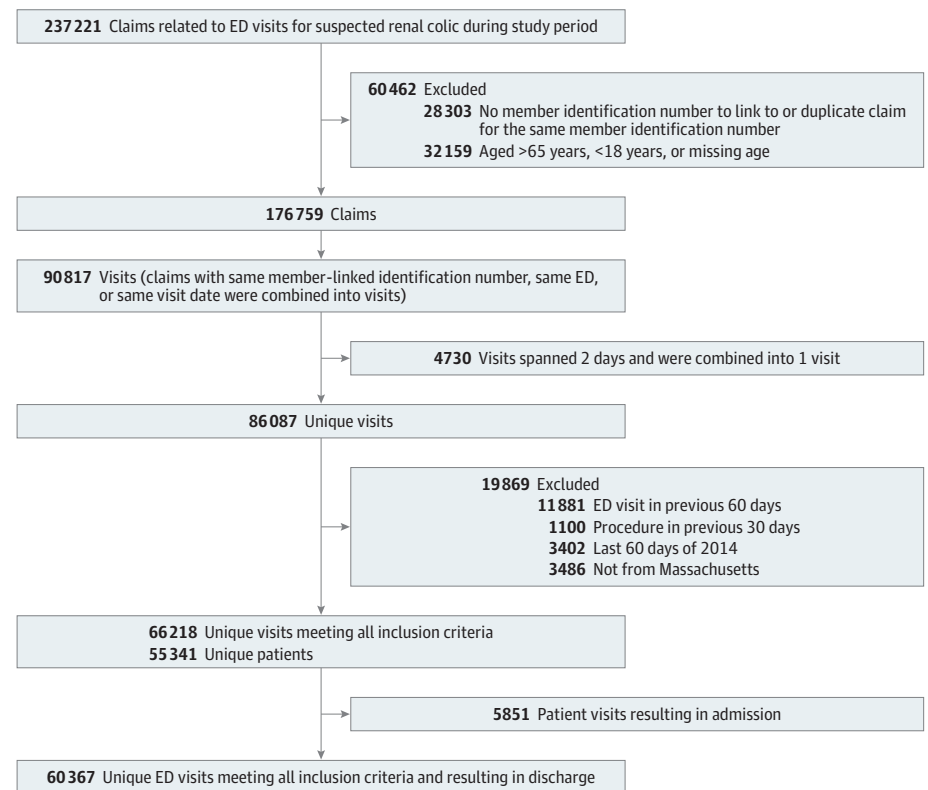 237221 Claims related to ED visits for suspected renal colic during study period
60462 Excluded
28303 No member identification number to link to or duplicate claim
for the same member identification number
32159 Aged >65 years, <18 years, or missing age
176759 Claims
90817 Visits (claims with same member-linked identification number, same ED,
or same visit date were combined into visits)
4730 Visits spanned 2 days and were combined into 1 visit
86087 Unique visits
19869 Excluded
11881 ED visit in previous 60 days
1100 Procedure in previous 30 days
3402 Last 60 days of 2014
3486 Not from Massachusetts
66218 Unique visits meeting all inclusion criteria
55341 Unique patients
5851 Patient visits resulting in admission
60367 Unique ED visits meeting all inclusion criteria and resulting in discharge